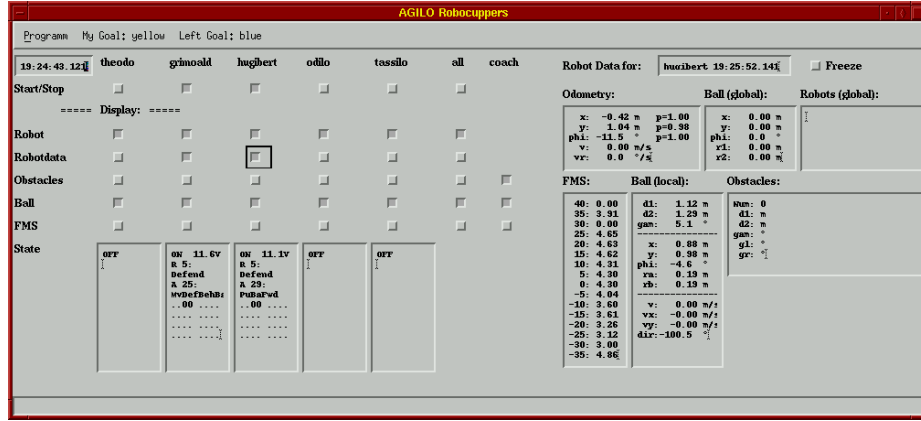 AGILO Robocuppers
Programm My Goal: yellow Left Goal: blue
19:24:43.121 theodo grimoald hugibert odilo tassilo all coach
Robot Data for: hugibert 19:25:52.141 Freeze
Start/Stop
===== Display: =====
Robot
Robotdata
Obstacles
Ball
FMS
State
OFF
ON 11.6v
R 5:
Defend
A 25:
MvDefBehBa
..00 ....
.... ....
.... ....
ON 11.1v
R 5:
Defend
A 29:
PuBaFwd
..00 ....
.... ....
.... ....
OFF
OFF
Odometry:
x: -0.42 m p=1.00
y: 1.04 m p=0.98
phi: -11.5 ° p=1.00
v: 0.00 m/s
vr: 0.0 °/s
Ball (global):
x: 0.00 m
y: 0.00 m
phi: 0.0 °
r1: 0.00 m
r2: 0.00 m
Robots (global):
FMS:
40: 0.00
35: 3.91
30: 0.00
25: 4.65
20: 4.63
15: 4.62
10: 4.31
5: 4.30
0: 4.30
-5: 4.04
-10: 3.60
-15: 3.61
-20: 3.26
-25: 3.12
-30: 3.00
-35: 4.86
Ball (local):
d1: 1.12 m
d2: 1.29 m
gam: 5.1 °
---------------
x: 0.88 m
y: 0.98 m
phi: -4.6 °
ra: 0.19 m
rb: 0.19 m
---------------
v: 0.00 m/s
vx: -0.00 m/s
vy: -0.00 m/s
dir:-100.5 °
Obstacles:
Num: 0
d1: m
d2: m
gam: °
gl: °
gr: °